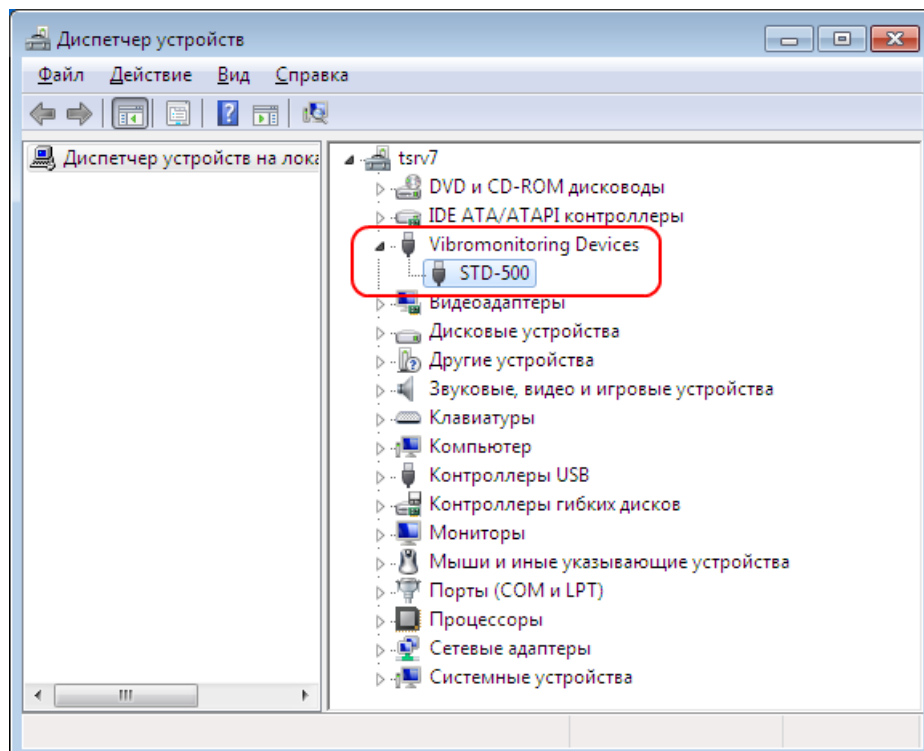 Диспетчер устройств
Файл Действие Вид Справка
Диспетчер устройств на лока
tsrv7
DVD и CD-ROM дисководы
IDE ATA/ATAPI контроллеры
Vibromonitoring Devices
STD-500
Видеоадаптеры
Дисковые устройства
Другие устройства
Звуковые, видео и игровые устройства
Клавиатуры
Компьютер
Контроллеры USB
Контроллеры гибких дисков
Мониторы
Мыши и иные указывающие устройства
Порты (COM и LPT)
Процессоры
Сетевые адаптеры
Системные устройства